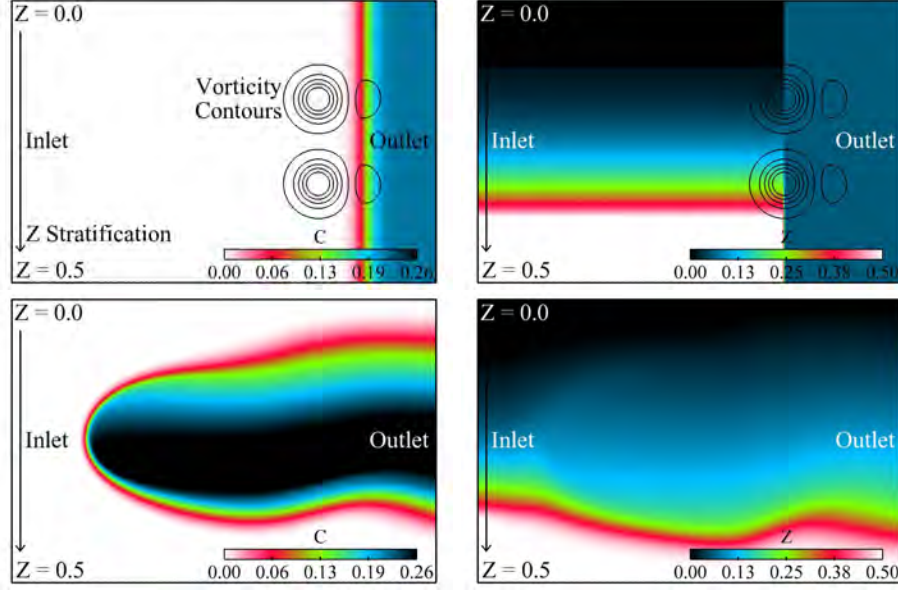 Z = 0.0
Vorticity
Contours
Inlet
Outlet
Z Stratification
C
Z = 0.5
0.00 0.06 0.13 0.19 0.26
Z = 0.0
Inlet
Outlet
Z
Z = 0.5
0.00 0.13 0.25 0.38 0.50
Z = 0.0
Inlet
Outlet
C
Z = 0.5
0.00 0.06 0.13 0.19 0.26
Z = 0.0
Inlet
Outlet
Z
Z = 0.5
0.00 0.13 0.25 0.38 0.50